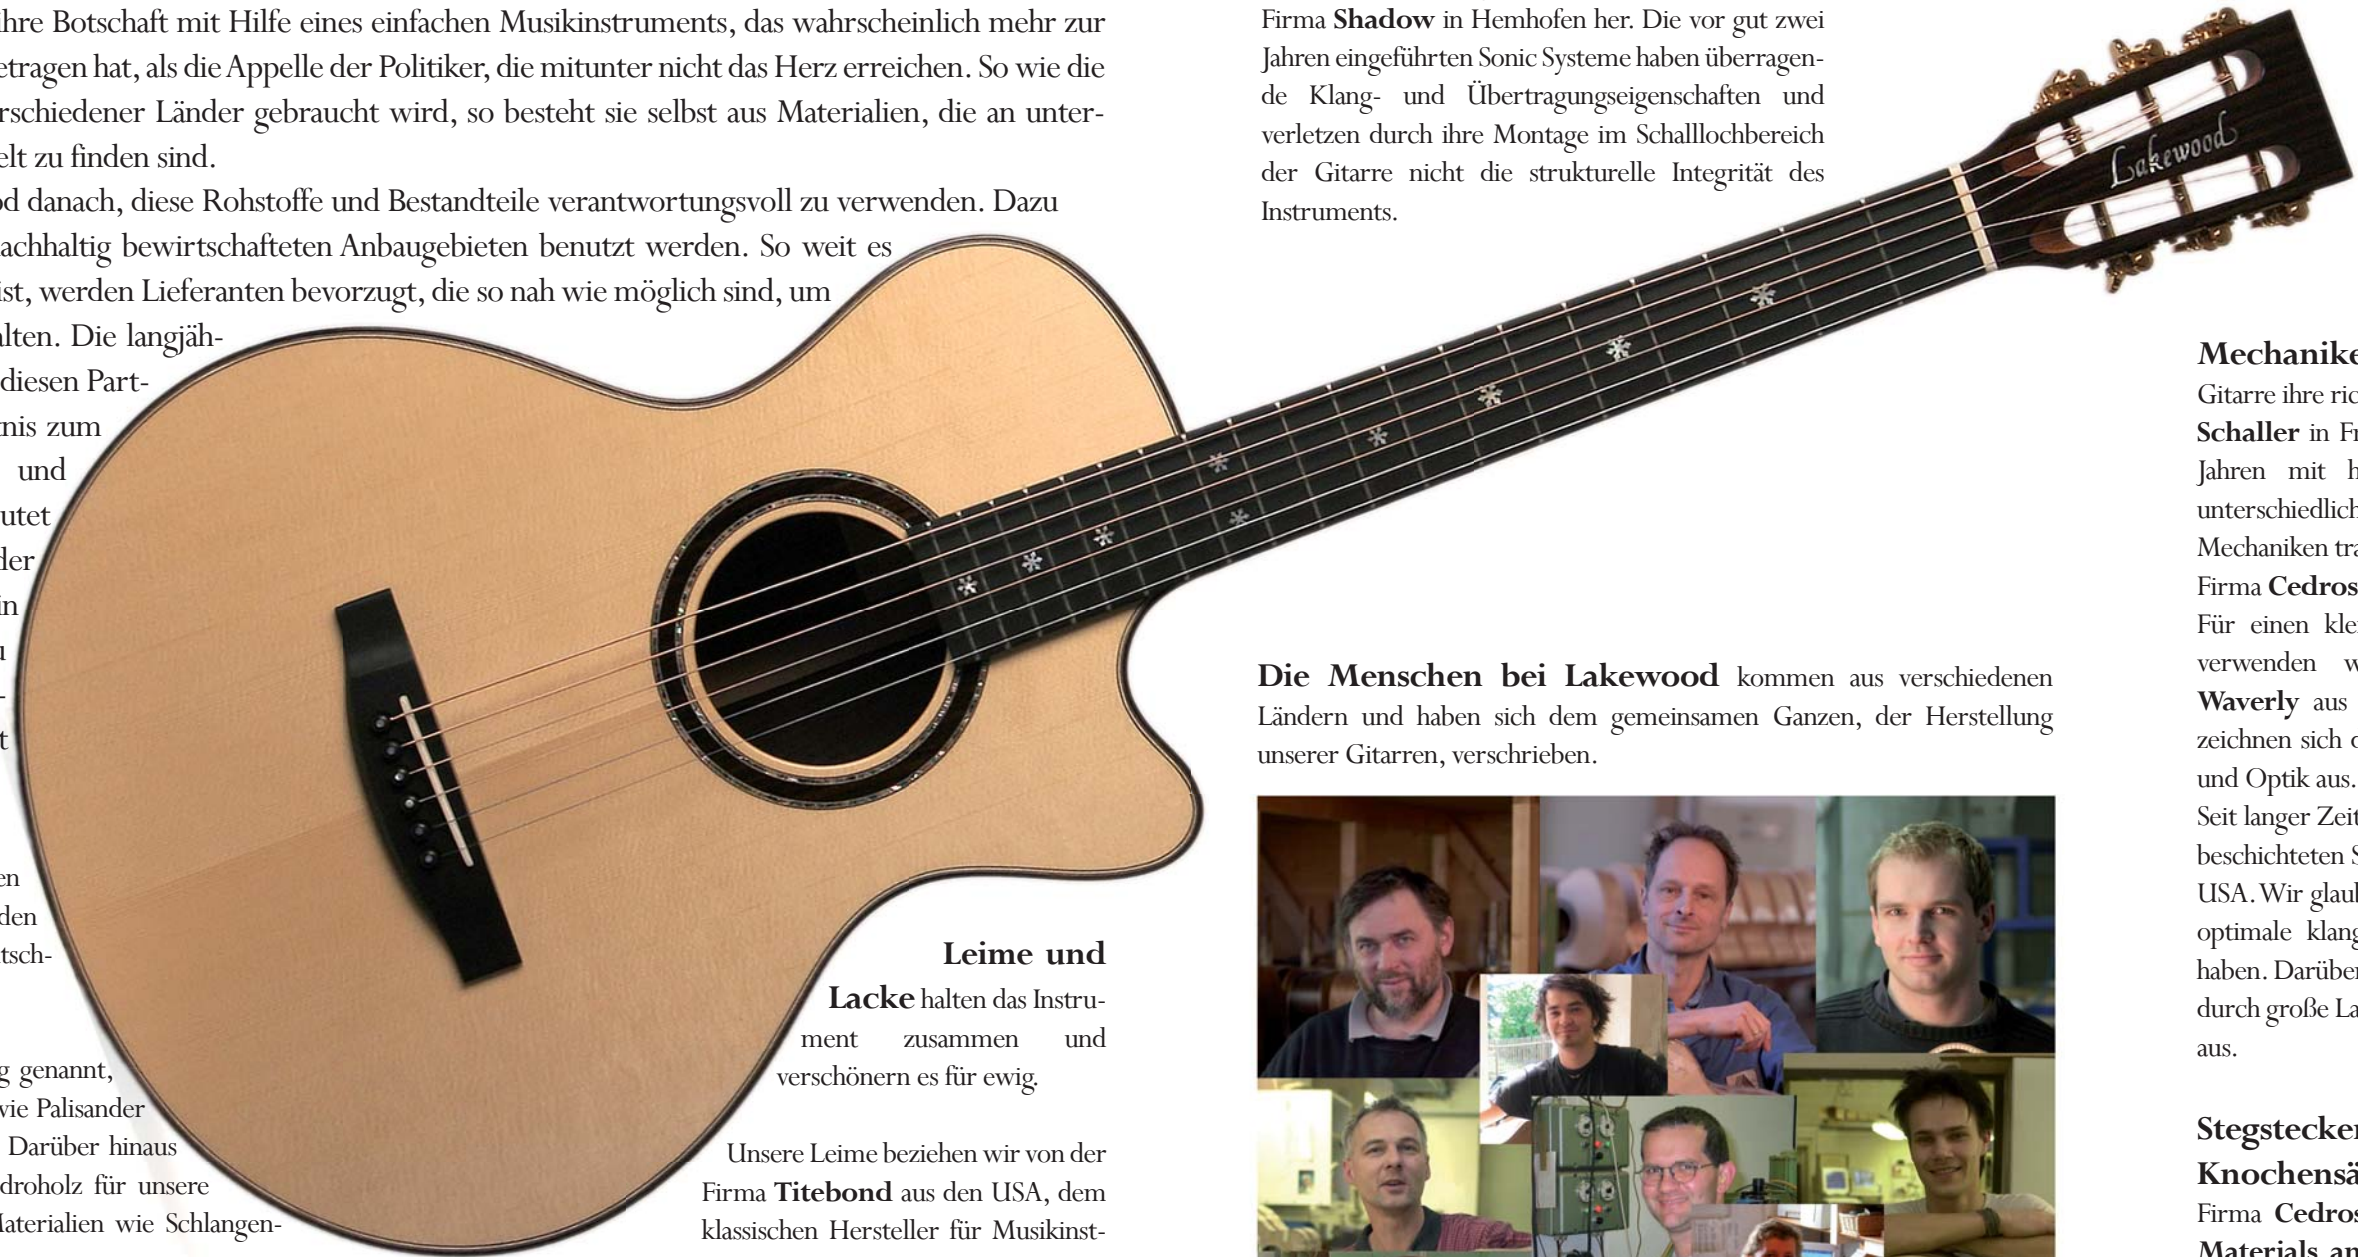 ihre Botschaft mit Hilfe eines einfachen Musikinstruments, das wahrscheinlich mehr zur
etragen hat, als die Appelle der Politiker, die mitunter nicht das Herz erreichen. So wie die
rschiedener Länder gebraucht wird, so besteht sie selbst aus Materialien, die an unter-
elt zu finden sind.
od danach, diese Rohstoffe und Bestandteile verantwortungsvoll zu verwenden. Dazu
nachhaltig bewirtschafteten Anbaugebieten benutzt werden. So weit es
ist, werden Lieferanten bevorzugt, die so nah wie möglich sind, um
alten. Die langjäh-
diesen Part-
nis zum
und
utet
der
in
u
-
t
en
den
tsch-
g genannt,
wie Palisander
Darüber hinaus
droholz für unsere
Materialien wie Schlangen-
Leime und
Lacke halten das Instru-
ment zusammen und
verschönern es für ewig.
Unsere Leime beziehen wir von der
Firma Titebond aus den USA, dem
klassischen Hersteller für Musikinst-
Firma Shadow in Hemhofen her. Die vor gut zwei
Jahren eingeführten Sonic Systeme haben überragen-
de Klang- und Übertragungseigenschaften und
verletzen durch ihre Montage im Schalllochbereich
der Gitarre nicht die strukturelle Integrität des
Instruments.
Lakewood
Die Menschen bei Lakewood kommen aus verschiedenen
Ländern und haben sich dem gemeinsamen Ganzen, der Herstellung
unserer Gitarren, verschrieben.
Mechanike
Gitarre ihre ric
Schaller in Fr
Jahren mit h
unterschiedlich
Mechaniken tra
Firma Cedros
Für einen klei
verwenden w
Waverly aus
zeichnen sich d
und Optik aus.
Seit langer Zeit
beschichteten S
USA. Wir glaub
optimale klang
haben. Darüber
durch große La
aus.
Stegstecker
Knochensä
Firma Cedros
Materials an